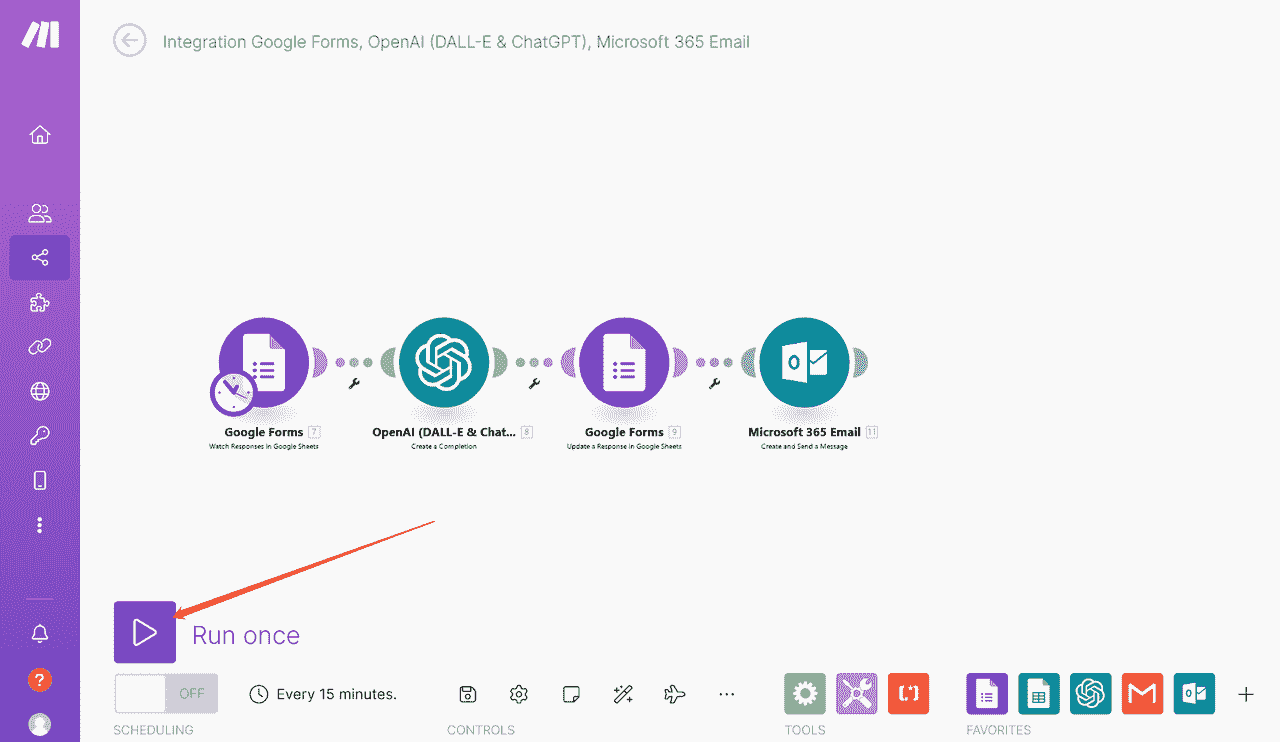 Integration Google Forms, OpenAI (DALL-E & ChatGPT), Microsoft 365 Email
Google Forms 7
Watch Responses in Google Sheets
OpenAI (DALL-E & Chat... 8
Create a Completion
Google Forms 9
Update a Response in Google Sheets
Microsoft 365 Email 11
Create and Send a Message
Run once
OFF
Every 15 minutes.
SCHEDULING
CONTROLS
TOOLS
FAVORITES
?